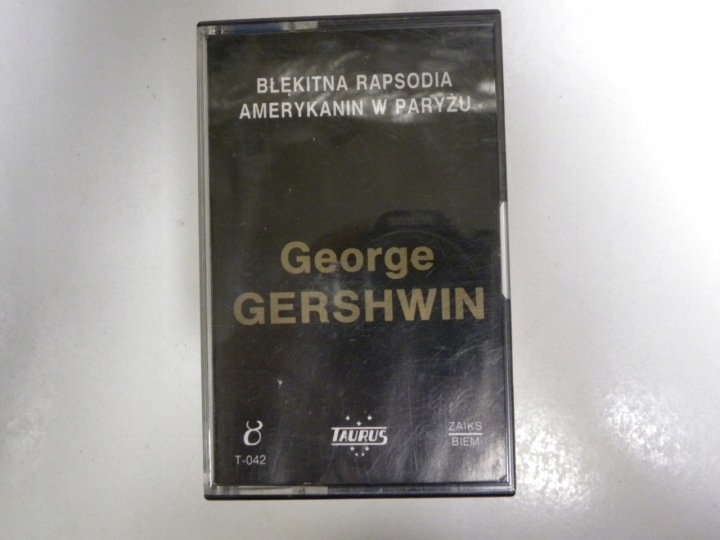 BŁĘKITNA RAPSODIA
AMERYKANIN W PARYŻU
George
GERSHWIN
TAURUS
ZAIKS
BIEM
T-042